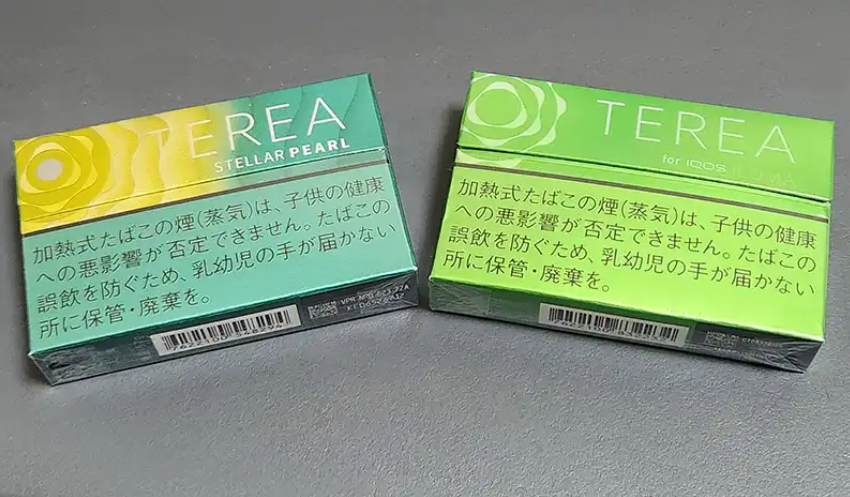 TEREA
STELLAR PEARL
加熱式たばこの煙(蒸気)は、子供の健康
への悪影響が否定できません。たばこの
誤飲を防ぐため、乳幼児の手が届かない
所に保管・廃棄を。
TEREA
for IQOS ILUMA
加熱式たばこの煙(蒸気)は、子供の健康
への悪影響が否定できません。たばこの
誤飲を防ぐため、乳幼児の手が届かない
所に保管・廃棄を。